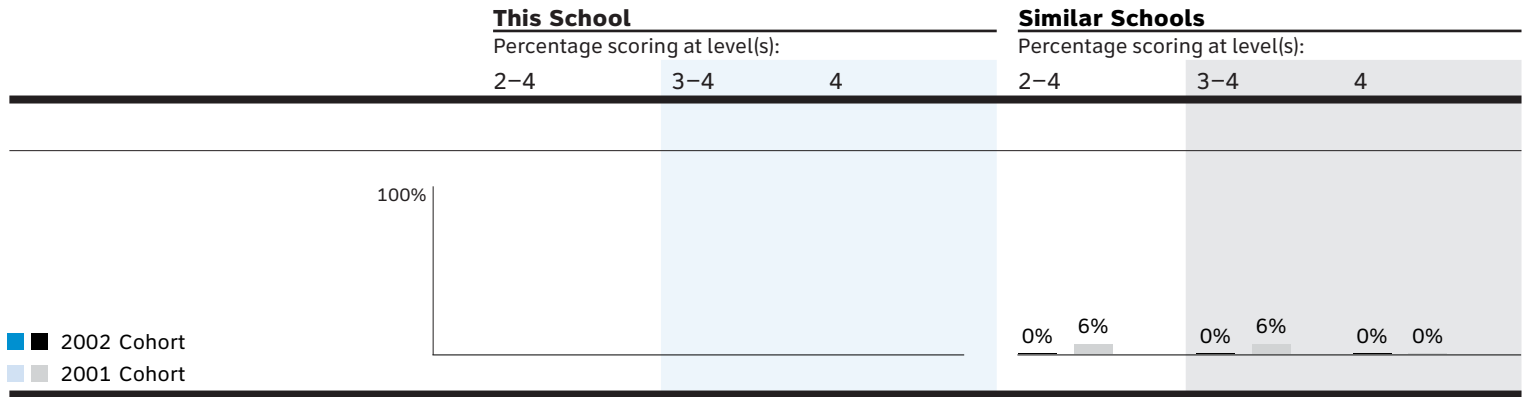 This School Similar Schools
Percentage scoring at level(s): Percentage scoring at level(s):
2–4 3–4 4 2–4 3–4 4
100%
0% 6% 0% 6% 0% 0%
2002 Cohort
2001 Cohort